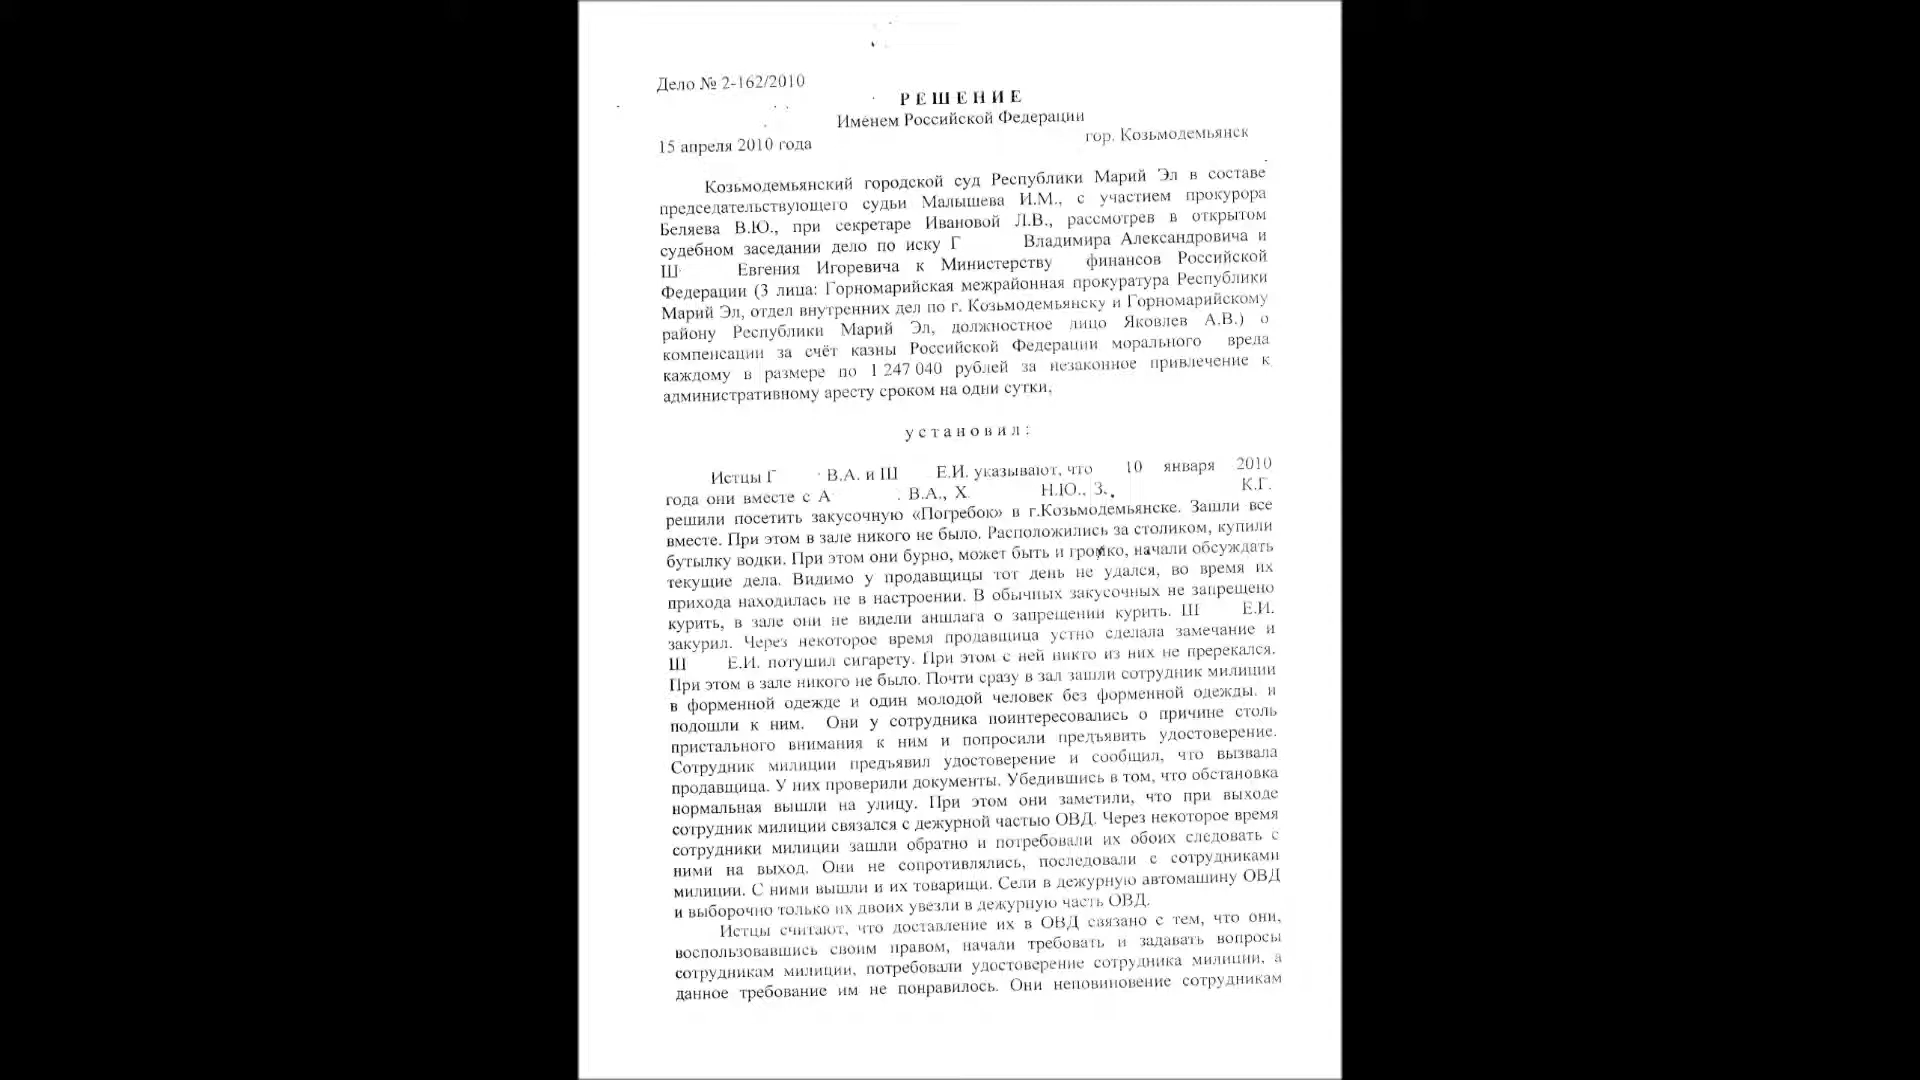 Дело № 2-162/2010
РЕШЕНИЕ
Именем Российской Федерации
15 апреля 2010 года гор. Козьмодемьянск
Козьмодемьянский городской суд Республики Марий Эл в составе
председательствующего судьи Малышева И.М., с участием прокурора
Беляева В.Ю., при секретаре Ивановой Л.В., рассмотрев в открытом
судебном заседании дело по иску Г Владимира Александровича и
Ш Евгения Игоревича к Министерству финансов Российской
Федерации (3 лица: Горномарийская межрайонная прокуратура Республики
Марий Эл, отдел внутренних дел по г. Козьмодемьянску и Горномарийскому
району Республики Марий Эл, должностное лицо Яковлев А.В.) о
компенсации за счёт казны Российской Федерации морального вреда
каждому в размере по 1 247 040 рублей за незаконное привлечение к
административному аресту сроком на одни сутки,
установил:
Истцы Г В.А. и Ш Е.И. указывают, что 10 января 2010
года они вместе с А . В.А., Х. Н.Ю., З. К.Г.
решили посетить закусочную «Погребок» в г.Козьмодемьянске. Зашли все
вместе. При этом в зале никого не было. Расположились за столиком, купили
бутылку водки. При этом они бурно, может быть и громко, начали обсуждать
текущие дела. Видимо у продавщицы тот день не удался, во время их
прихода находилась не в настроении. В обычных закусочных не запрещено
курить, в зале они не видели аншлага о запрещении курить. Ш Е.И.
закурил. Через некоторое время продавщица устно сделала замечание и
Ш Е.И. потушил сигарету. При этом с ней никто из них не пререкался.
При этом в зале никого не было. Почти сразу в зал зашли сотрудник милиции
в форменной одежде и один молодой человек без форменной одежды. и
подошли к ним. Они у сотрудника поинтересовались о причине столь
пристального внимания к ним и попросили предъявить удостоверение.
Сотрудник милиции предъявил удостоверение и сообщил, что вызвала
продавщица. У них проверили документы. Убедившись в том, что обстановка
нормальная вышли на улицу. При этом они заметили, что при выходе
сотрудник милиции связался с дежурной частью ОВД. Через некоторое время
сотрудники милиции зашли обратно и потребовали их обоих следовать с
ними на выход. Они не сопротивлялись, последовали с сотрудниками
милиции. С ними вышли и их товарищи. Сели в дежурную автомашину ОВД
и выборочно только их двоих увезли в дежурную часть ОВД.
Истцы считают, что доставление их в ОВД связано с тем, что они,
воспользовавшись своим правом, начали требовать и задавать вопросы
сотрудникам милиции, потребовали удостоверение сотрудника милиции, а
данное требование им не понравилось. Они неповиновение сотрудникам